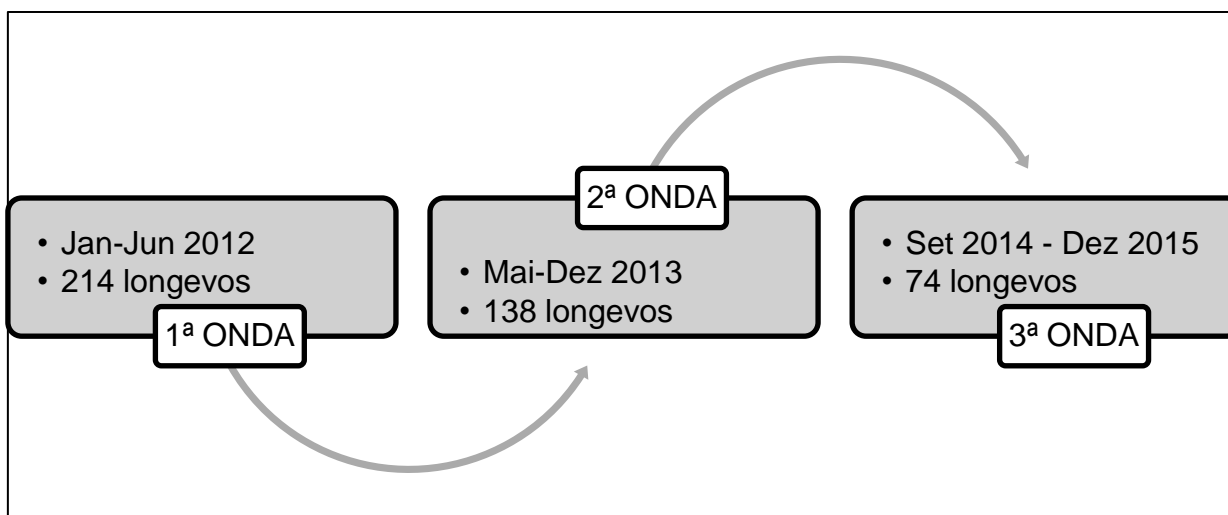 • Jan-Jun 2012
• 214 longevos
1ª ONDA
2ª ONDA
• Mai-Dez 2013
• 138 longevos
• Set 2014 - Dez 2015
• 74 longevos
3ª ONDA